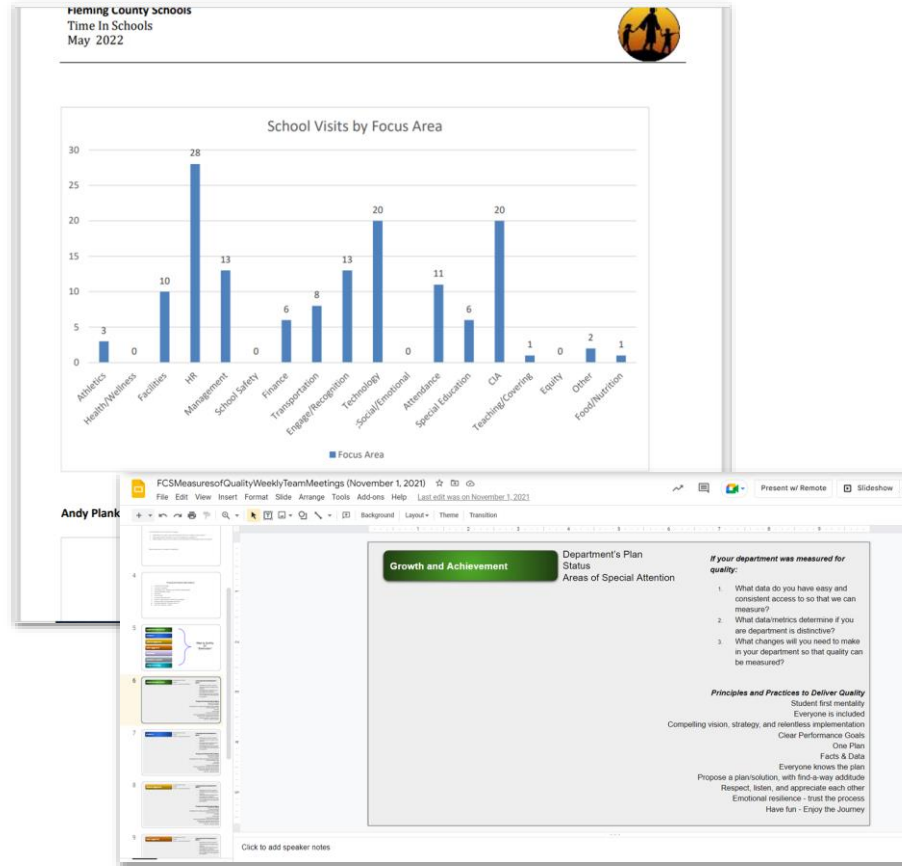 Fleming County Schools
Time In Schools
May 2022
School Visits by Focus Area
30
25
20
15
10
5
0
3
0
10
28
13
0
6
8
13
20
0
11
6
20
1
0
2
1
Athletics
Health/Wellness
Facilities
HR
Management
School Safety
Finance
Transportation
Engage/Recognition
Technology
Social/Emotional
Attendance
Special Education
CIA
Teaching/Covering
Equity
Other
Food/Nutrition
Focus Area
Andy Plank
FCSMeasuresofQualityWeeklyTeamMeetings (November 1, 2021)
File Edit View Insert Format Slide Arrange Tools Add-ons Help Last edit was on November 1, 2021
Present w/ Remote
Slideshow
Background Layout Theme Transition
4
5
6
7
8
9
Growth and Achievement
Department's Plan
Status
Areas of Special Attention
If your department was measured for
quality:
1. What data do you have easy and
consistent access to so that we can
measure?
2. What data/metrics determine if you
are department is distinctive?
3. What changes will you need to make
in your department so that quality can
be measured?
Principles and Practices to Deliver Quality
Student first mentality
Everyone is included
Compelling vision, strategy, and relentless implementation
Clear Performance Goals
One Plan
Facts & Data
Everyone knows the plan
Propose a plan/solution, with find-a-way additude
Respect, listen, and appreciate each other
Emotional resilience - trust the process
Have fun - Enjoy the Journey
Click to add speaker notes